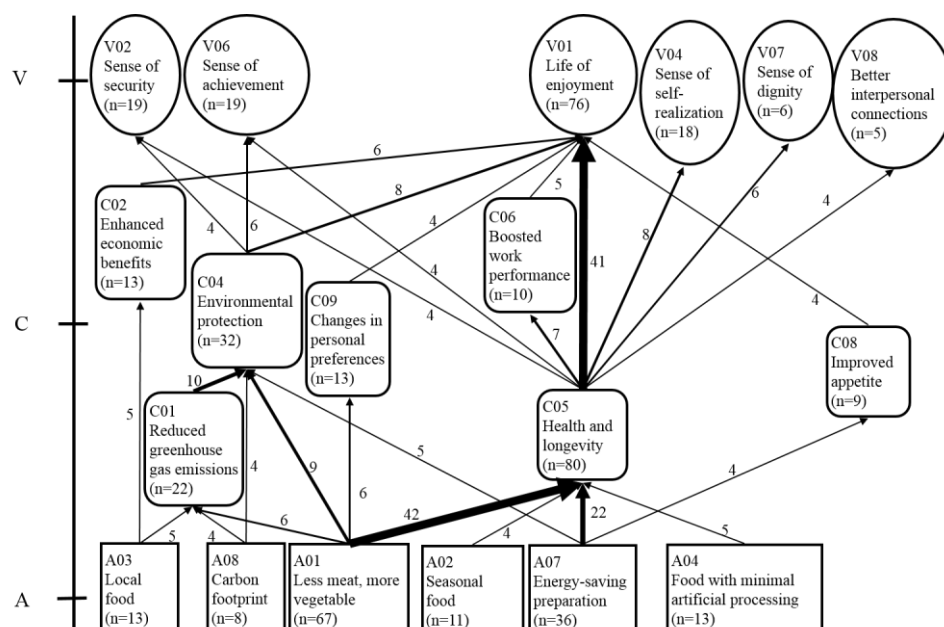 V
C
A
V02
Sense of
security
(n=19)
V06
Sense of
achievement
(n=19)
V01
Life of
enjoyment
(n=76)
V04
Sense of
self-
realization
(n=18)
V07
Sense of
dignity
(n=6)
V08
Better
interpersonal
connections
(n=5)
6
8
5
4
6
4
4
4
41
8
6
4
4
C02
Enhanced
economic
benefits
(n=13)
C04
Environmental
protection
(n=32)
C09
Changes in
personal
preferences
(n=13)
C06
Boosted
work
performance
(n=10)
7
C08
Improved
appetite
(n=9)
10
C01
Reduced
greenhouse
gas emissions
(n=22)
C05
Health and
longevity
(n=80)
5
4
9
6
5
4
5
4
6
42
4
22
5
A03
Local
food
(n=13)
A08
Carbon
footprint
(n=8)
A01
Less meat, more
vegetable
(n=67)
A02
Seasonal
food
(n=11)
A07
Energy-saving
preparation
(n=36)
A04
Food with minimal
artificial processing
(n=13)